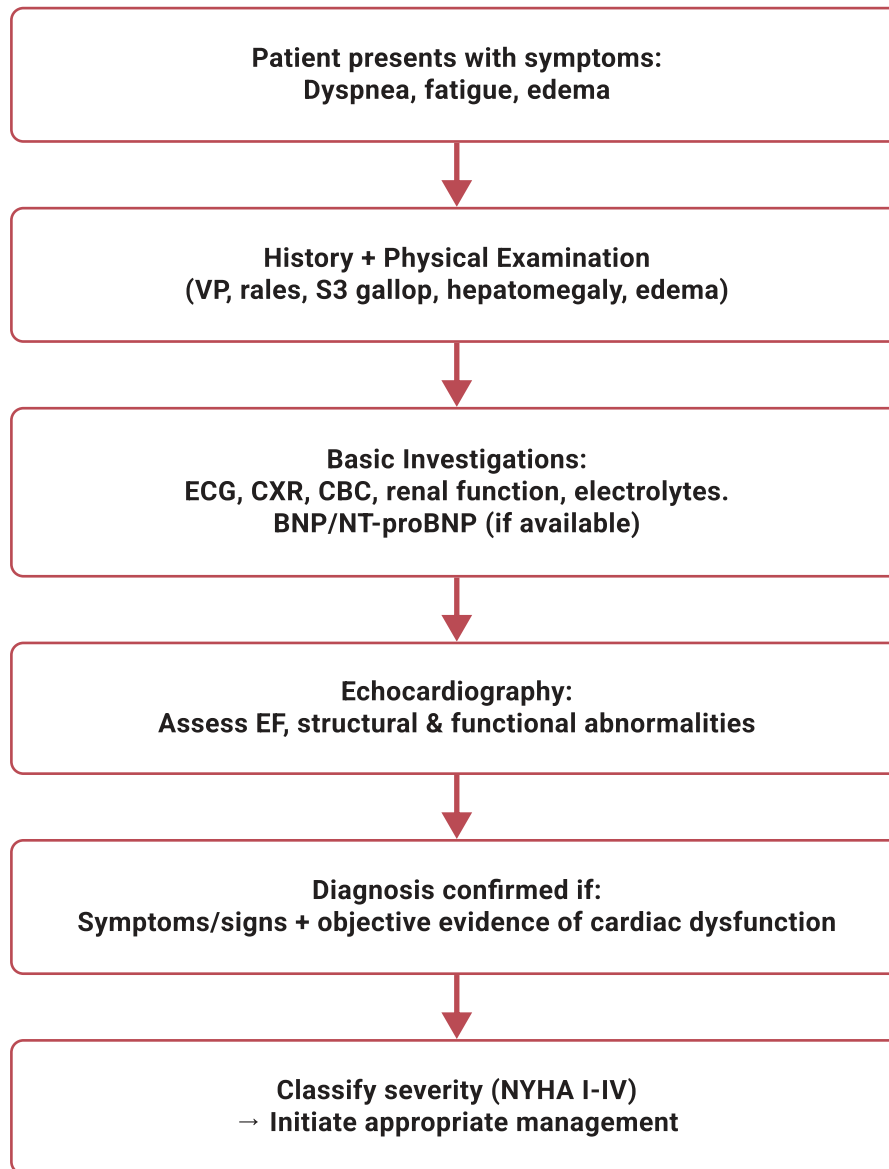 Patient presents with symptoms:
Dyspnea, fatigue, edema
History + Physical Examination
(VP, rales, S3 gallop, hepatomegaly, edema)
Basic Investigations:
ECG, CXR, CBC, renal function, electrolytes.
BNP/NT-proBNP (if available)
Echocardiography:
Assess EF, structural & functional abnormalities
Diagnosis confirmed if:
Symptoms/signs + objective evidence of cardiac dysfunction
Classify severity (NYHA I-IV)
→ Initiate appropriate management